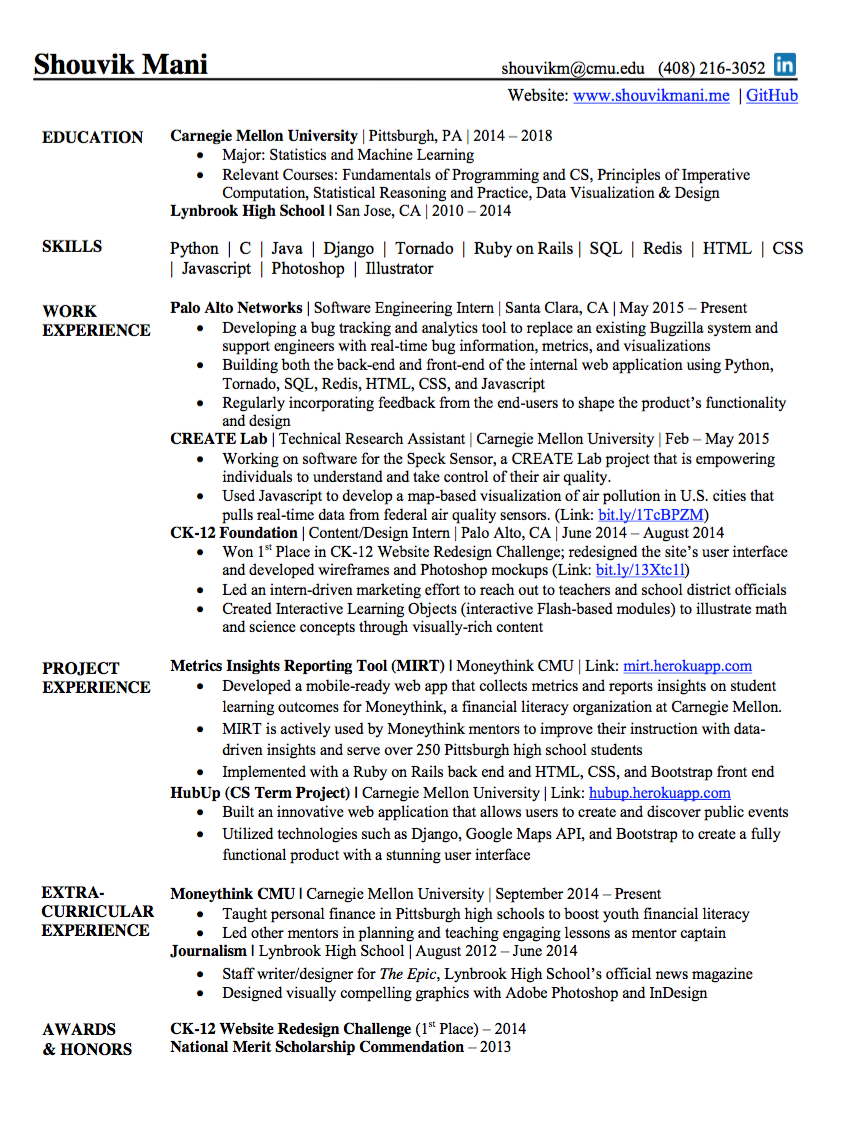 Shouvik Mani
shouvikm@cmu.edu (408) 216-3052 in
Website: www.shouvikmani.me | GitHub
EDUCATION
Carnegie Mellon University | Pittsburgh, PA | 2014 – 2018
• Major: Statistics and Machine Learning
• Relevant Courses: Fundamentals of Programming and CS, Principles of Imperative
Computation, Statistical Reasoning and Practice, Data Visualization & Design
Lynbrook High School | San Jose, CA | 2010 – 2014
SKILLS
Python | C | Java | Django | Tornado | Ruby on Rails | SQL | Redis | HTML | CSS
| Javascript | Photoshop | Illustrator
WORK
EXPERIENCE
Palo Alto Networks | Software Engineering Intern | Santa Clara, CA | May 2015 – Present
• Developing a bug tracking and analytics tool to replace an existing Bugzilla system and
support engineers with real-time bug information, metrics, and visualizations
• Building both the back-end and front-end of the internal web application using Python,
Tornado, SQL, Redis, HTML, CSS, and Javascript
• Regularly incorporating feedback from the end-users to shape the product's functionality
and design
CREATE Lab | Technical Research Assistant | Carnegie Mellon University | Feb – May 2015
• Working on software for the Speck Sensor, a CREATE Lab project that is empowering
individuals to understand and take control of their air quality.
• Used Javascript to develop a map-based visualization of air pollution in U.S. cities that
pulls real-time data from federal air quality sensors. (Link: bit.ly/1TcBPZM)
CK-12 Foundation | Content/Design Intern | Palo Alto, CA | June 2014 – August 2014
• Won 1st Place in CK-12 Website Redesign Challenge; redesigned the site's user interface
and developed wireframes and Photoshop mockups (Link: bit.ly/13Xtc1l)
• Led an intern-driven marketing effort to reach out to teachers and school district officials
• Created Interactive Learning Objects (interactive Flash-based modules) to illustrate math
and science concepts through visually-rich content
PROJECT
EXPERIENCE
Metrics Insights Reporting Tool (MIRT) | Moneythink CMU | Link: mirt.herokuapp.com
• Developed a mobile-ready web app that collects metrics and reports insights on student
learning outcomes for Moneythink, a financial literacy organization at Carnegie Mellon.
• MIRT is actively used by Moneythink mentors to improve their instruction with data-
driven insights and serve over 250 Pittsburgh high school students
• Implemented with a Ruby on Rails back end and HTML, CSS, and Bootstrap front end
HubUp (CS Term Project) | Carnegie Mellon University | Link: hubup.herokuapp.com
• Built an innovative web application that allows users to create and discover public events
• Utilized technologies such as Django, Google Maps API, and Bootstrap to create a fully
functional product with a stunning user interface
EXTRA-
CURRICULAR
EXPERIENCE
Moneythink CMU | Carnegie Mellon University | September 2014 – Present
• Taught personal finance in Pittsburgh high schools to boost youth financial literacy
• Led other mentors in planning and teaching engaging lessons as mentor captain
Journalism | Lynbrook High School | August 2012 – June 2014
• Staff writer/designer for The Epic, Lynbrook High School's official news magazine
• Designed visually compelling graphics with Adobe Photoshop and InDesign
AWARDS
& HONORS
CK-12 Website Redesign Challenge (1st Place) – 2014
National Merit Scholarship Commendation – 2013